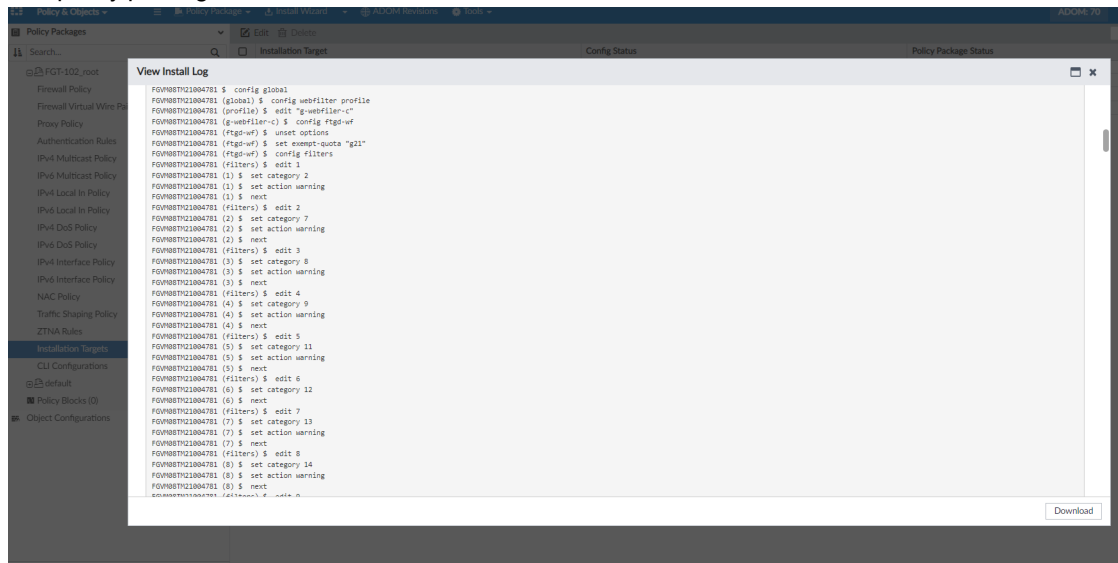 Policy & Objects
Policy Package
Install Wizard
ADOM Revisions
Tools
ADOM: 70
Policy Packages
Edit
Delete
Search...
Installation Target
Config Status
Policy Package Status
FGT-102_root
Firewall Policy
Firewall Virtual Wire Pai
Proxy Policy
Authentication Rules
IPv4 Multicast Policy
IPv6 Multicast Policy
IPv4 Local In Policy
IPv6 Local In Policy
IPv4 DoS Policy
IPv6 DoS Policy
IPv4 Interface Policy
IPv6 Interface Policy
NAC Policy
Traffic Shaping Policy
ZTNA Rules
Installation Targets
CLI Configurations
default
Policy Blocks (0)
Object Configurations
View Install Log
FGVM08TM21004781 $ config global
FGVM08TM21004781 (global) $ config webfilter profile
FGVM08TM21004781 (profile) $ edit "g-webfiler-c"
FGVM08TM21004781 (g-webfiler-c) $ config ftgd-wf
FGVM08TM21004781 (ftgd-wf) $ unset options
FGVM08TM21004781 (ftgd-wf) $ set exempt-quota "g21"
FGVM08TM21004781 (ftgd-wf) $ config filters
FGVM08TM21004781 (filters) $ edit 1
FGVM08TM21004781 (1) $ set category 2
FGVM08TM21004781 (1) $ set action warning
FGVM08TM21004781 (1) $ next
FGVM08TM21004781 (filters) $ edit 2
FGVM08TM21004781 (2) $ set category 7
FGVM08TM21004781 (2) $ set action warning
FGVM08TM21004781 (2) $ next
FGVM08TM21004781 (filters) $ edit 3
FGVM08TM21004781 (3) $ set category 8
FGVM08TM21004781 (3) $ set action warning
FGVM08TM21004781 (3) $ next
FGVM08TM21004781 (filters) $ edit 4
FGVM08TM21004781 (4) $ set category 9
FGVM08TM21004781 (4) $ set action warning
FGVM08TM21004781 (4) $ next
FGVM08TM21004781 (filters) $ edit 5
FGVM08TM21004781 (5) $ set category 11
FGVM08TM21004781 (5) $ set action warning
FGVM08TM21004781 (5) $ next
FGVM08TM21004781 (filters) $ edit 6
FGVM08TM21004781 (6) $ set category 12
FGVM08TM21004781 (6) $ next
FGVM08TM21004781 (filters) $ edit 7
FGVM08TM21004781 (7) $ set category 13
FGVM08TM21004781 (7) $ set action warning
FGVM08TM21004781 (7) $ next
FGVM08TM21004781 (filters) $ edit 8
FGVM08TM21004781 (8) $ set category 14
FGVM08TM21004781 (8) $ set action warning
FGVM08TM21004781 (8) $ next
FGVM08TM21004781 (filters) $ edit 9
Download